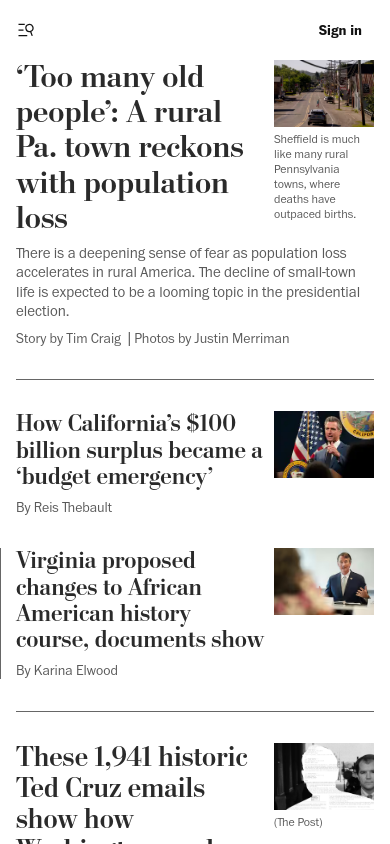 Sign in
‘Too many old
people’: A rural
Pa. town reckons
with population
loss
Sheffield is much
like many rural
Pennsylvania
towns, where
deaths have
outpaced births.
There is a deepening sense of fear as population loss
accelerates in rural America. The decline of small-town
life is expected to be a looming topic in the presidential
election.
Story by Tim Craig | Photos by Justin Merriman
How California’s $100
billion surplus became a
‘budget emergency’
By Reis Thebault
Virginia proposed
changes to African
American history
course, documents show
By Karina Elwood
These 1,941 historic
Ted Cruz emails
show how
(The Post)